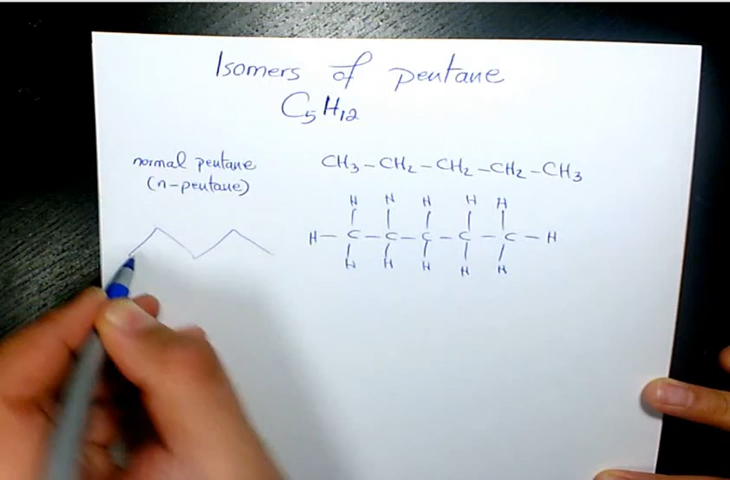 Isomers of pentane
C₅H₁₂
normal pentane
(n-pentane)
CH₃-CH₂-CH₂-CH₂-CH₃
H H H H H
H-C-C-C-C-C-H
H H H H H